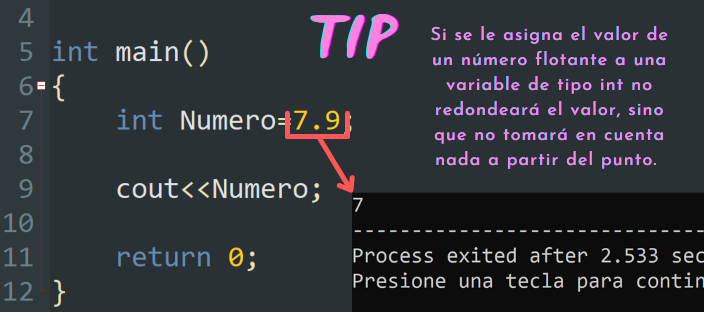 TIP
Si se le asigna el valor de
un número flotante a una
variable de tipo int no
redondeará el valor, sino
que no tomará en cuenta
nada a partir del punto.
4
5 int main()
6 {
7 int Numero=7.9;
8
9 cout<<Numero;
10
11 return 0;
12 }
7
--------------------------------
Process exited after 2.533 sec
Presione una tecla para contin